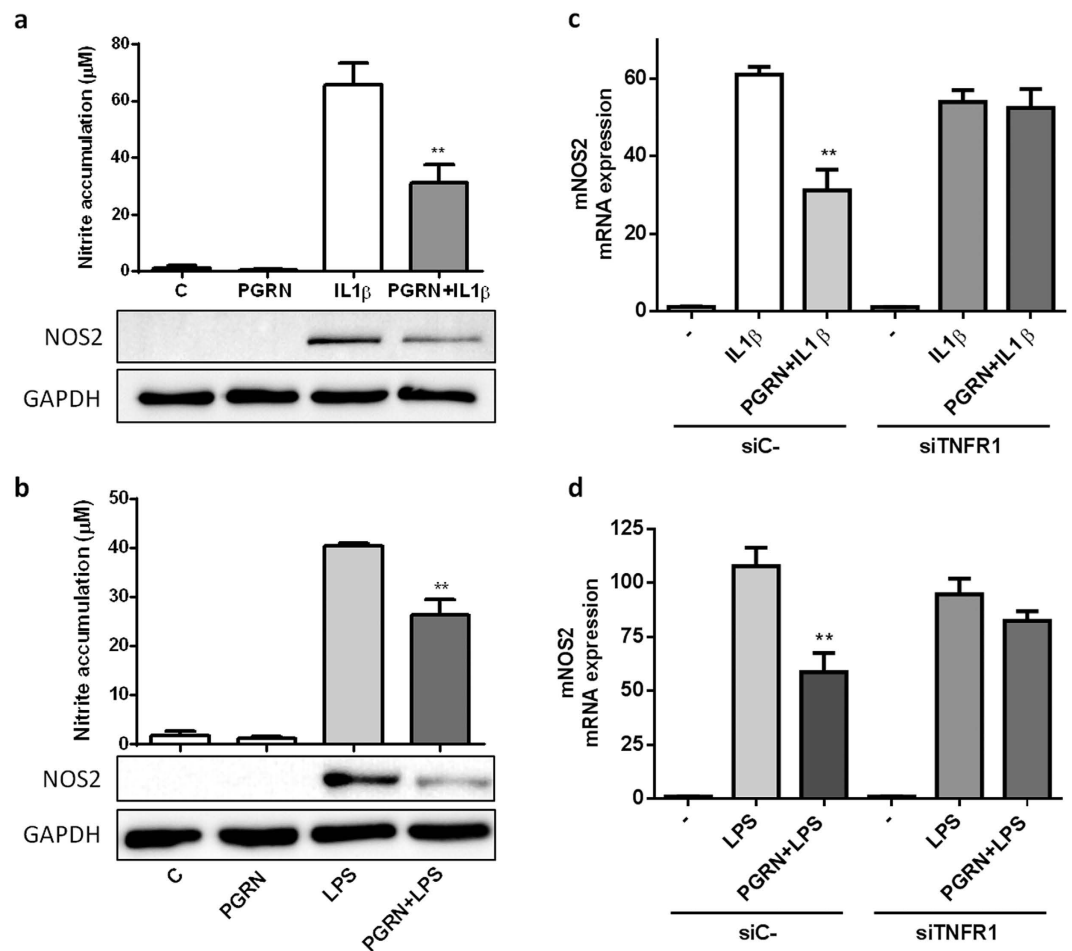 a
Nitrite accumulation (µM)
80
60
40
20
0
**
C PGRN IL1β PGRN+IL1β
NOS2
GAPDH
b
Nitrite accumulation (µM)
50
40
30
20
10
0
**
NOS2
GAPDH
C PGRN LPS PGRN+LPS
c
mNOS2
mRNA expression
60
40
20
0
**
- IL1β PGRN+IL1β - IL1β PGRN+IL1β
siC- siTNFR1
d
mNOS2
mRNA expression
125
100
75
50
25
0
**
- LPS PGRN+LPS - LPS PGRN+LPS
siC- siTNFR1